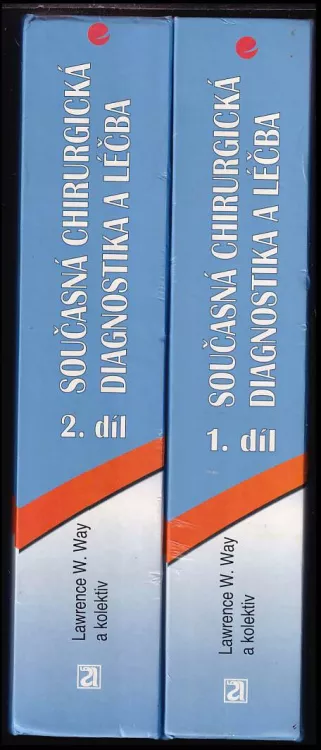 SOUČASNÁ CHIRURGICKÁ
DIAGNOSTIKA A LÉČBA
2. díl
Lawrence W. Way
a kolektiv
SOUČASNÁ CHIRURGICKÁ
DIAGNOSTIKA A LÉČBA
1. díl
Lawrence W. Way
a kolektiv